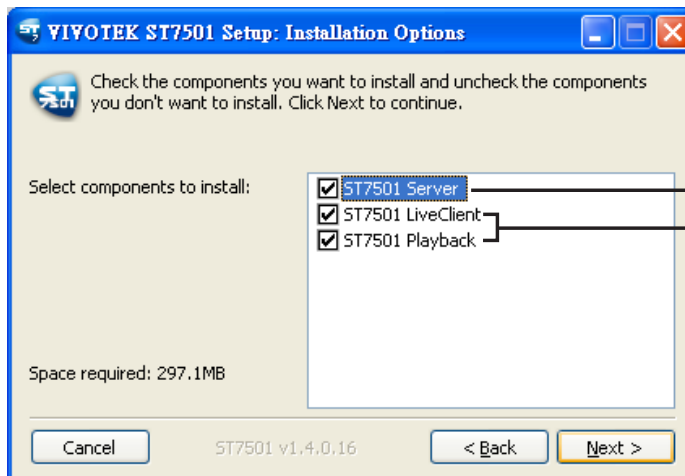 VIVOTEK ST7501 Setup: Installation Options
Check the components you want to install and uncheck the components
you don't want to install. Click Next to continue.
Select components to install:
ST7501 Server
ST7501 LiveClient
ST7501 Playback
Space required: 297.1MB
Cancel
ST7501 v1.4.0.16
< Back
Next >